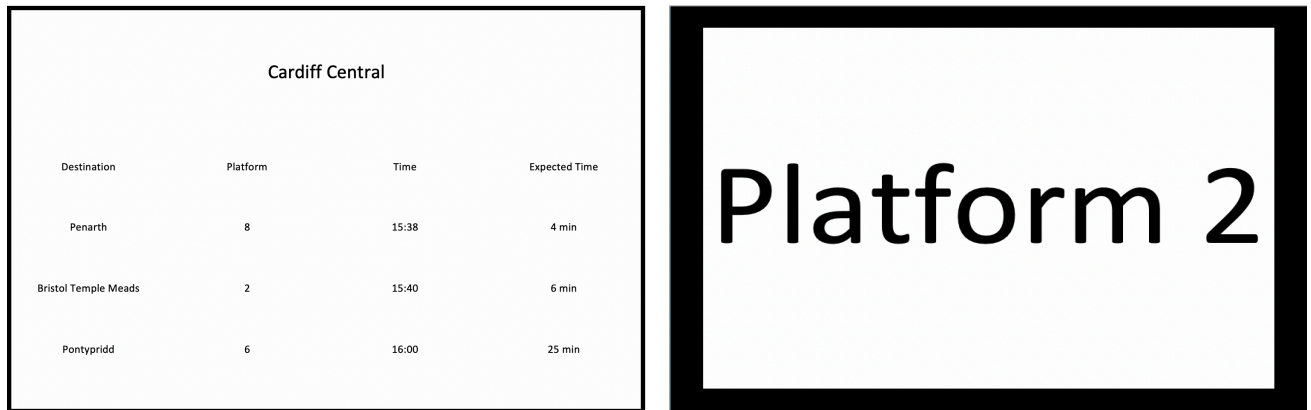 Cardiff Central
Destination Platform Time Expected Time
Penarth 8 15:38 4 min
Bristol Temple Meads 2 15:40 6 min
Pontypridd 6 16:00 25 min
Platform 2